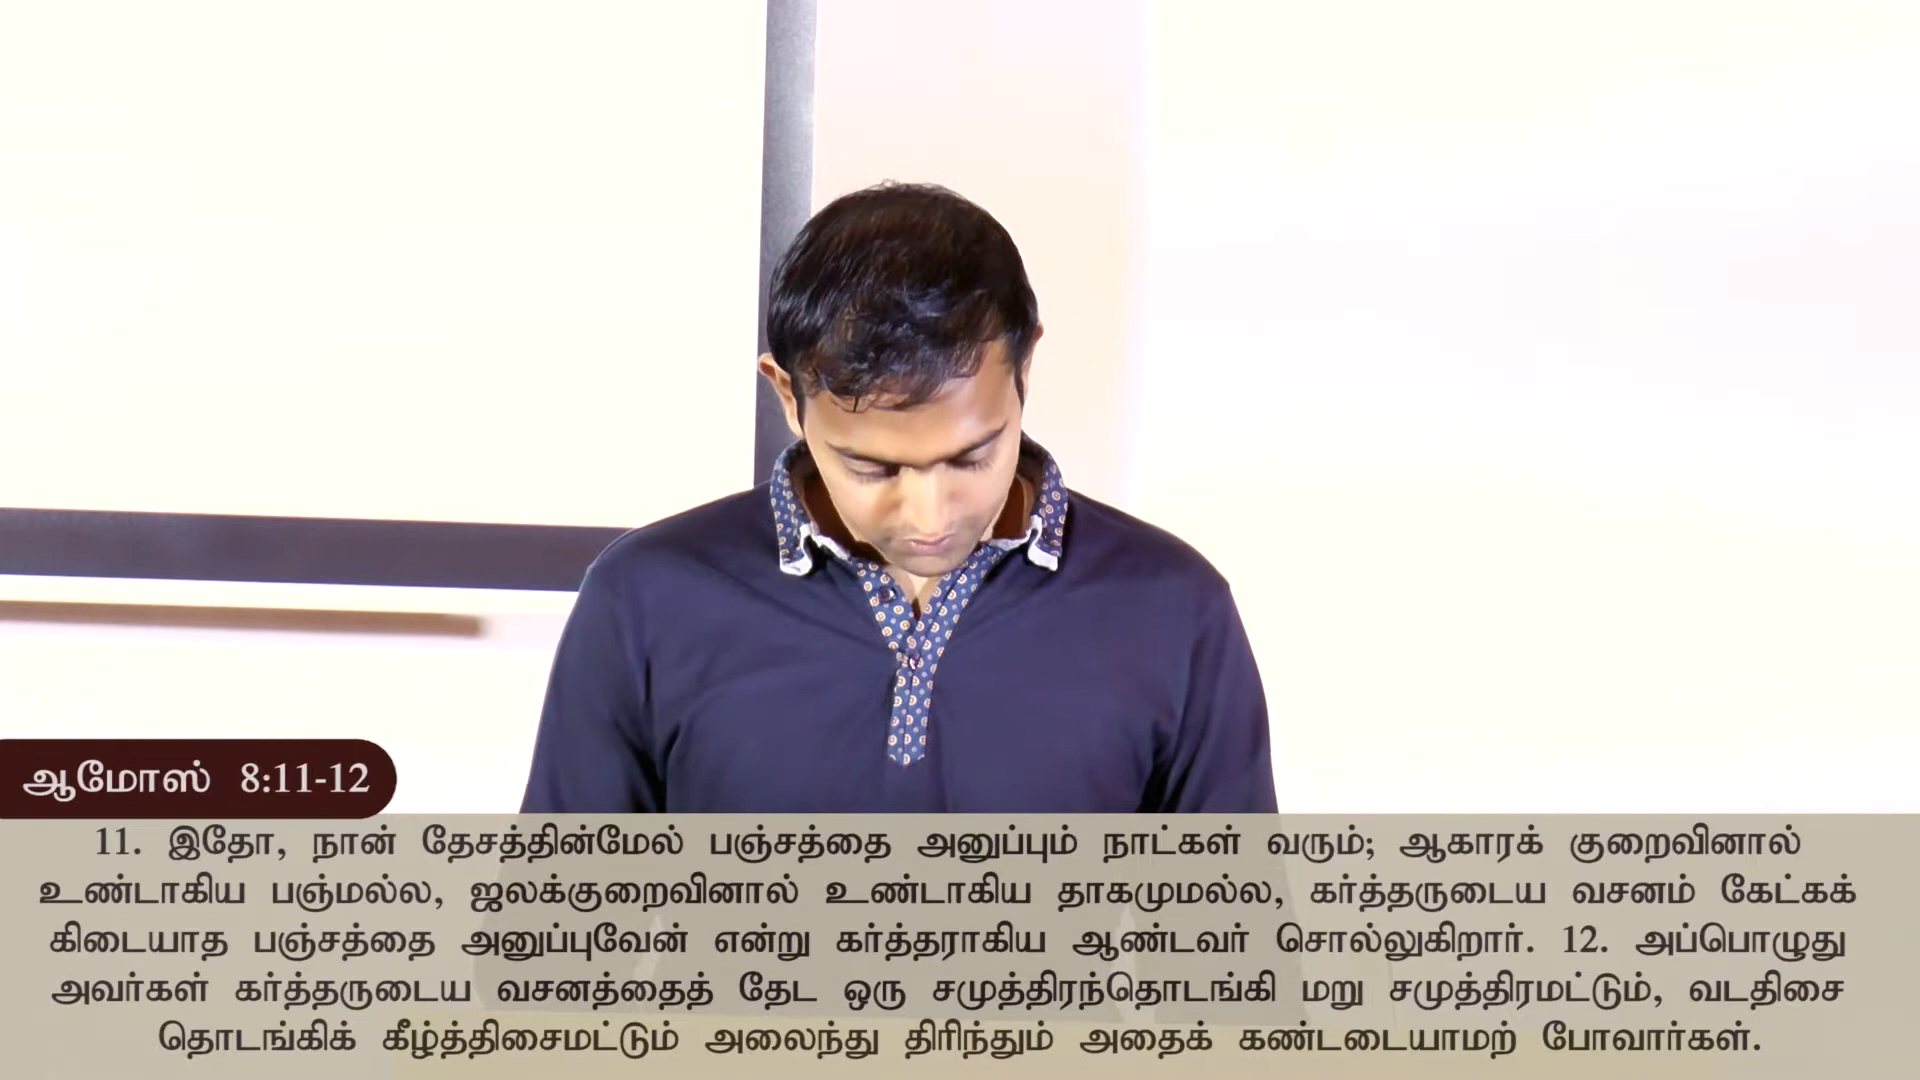 ஆமோஸ் 8:11-12
11. இதோ, நான் தேசத்தின்மேல் பஞ்சத்தை அனுப்பும் நாட்கள் வரும்; ஆகாரக் குறைவினால்
உண்டாகிய பஞ்மல்ல, ஜலக்குறைவினால் உண்டாகிய தாகமுமல்ல, கர்த்தருடைய வசனம் கேட்கக்
கிடையாத பஞ்சத்தை அனுப்புவேன் என்று கர்த்தராகிய ஆண்டவர் சொல்லுகிறார். 12. அப்பொழுது
அவர்கள் கர்த்தருடைய வசனத்தைத் தேட ஒரு சமுத்திரந்தொடங்கி மறு சமுத்திரமட்டும், வடதிசை
தொடங்கிக் கீழ்த்திசைமட்டும் அலைந்து திரிந்தும் அதைக் கண்டடையாமற் போவார்கள்.